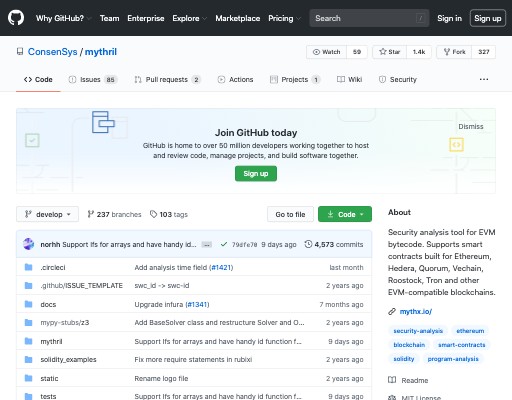 Why GitHub? Team Enterprise Explore Marketplace Pricing Search / Sign in Sign up
ConsenSys / mythril Watch 59 Star 1.4k Fork 327
Code Issues 85 Pull requests 2 Actions Projects 1 Wiki Security ...
Dismiss
Join GitHub today
GitHub is home to over 50 million developers working together to host
and review code, manage projects, and build software together.
Sign up
develop 237 branches 103 tags Go to file Code
norhh Support lfs for arrays and have handy id... ... 79dfe70 9 days ago 4,573 commits
.circleci Add analysis time field (#1421) last month
.github/ISSUE_TEMPLATE swc_id -> swc-id 2 years ago
docs Upgrade infura (#1341) 7 months ago
mypy-stubs/z3 Add BaseSolver class and restructure Solver and O... 2 years ago
mythril Support lfs for arrays and have handy id function f... 9 days ago
solidity_examples Fix more require statements in rubixi 2 years ago
static Rename logo file 2 years ago
tests Support lfs for arrays and have handy id function f... 9 days ago
About
Security analysis tool for EVM
bytecode. Supports smart
contracts built for Ethereum,
Hedera, Quorum, Vechain,
Roostock, Tron and other
EVM-compatible blockchains.
mythx.io/
security-analysis ethereum
blockchain smart-contracts
solidity program-analysis
Readme
MIT License